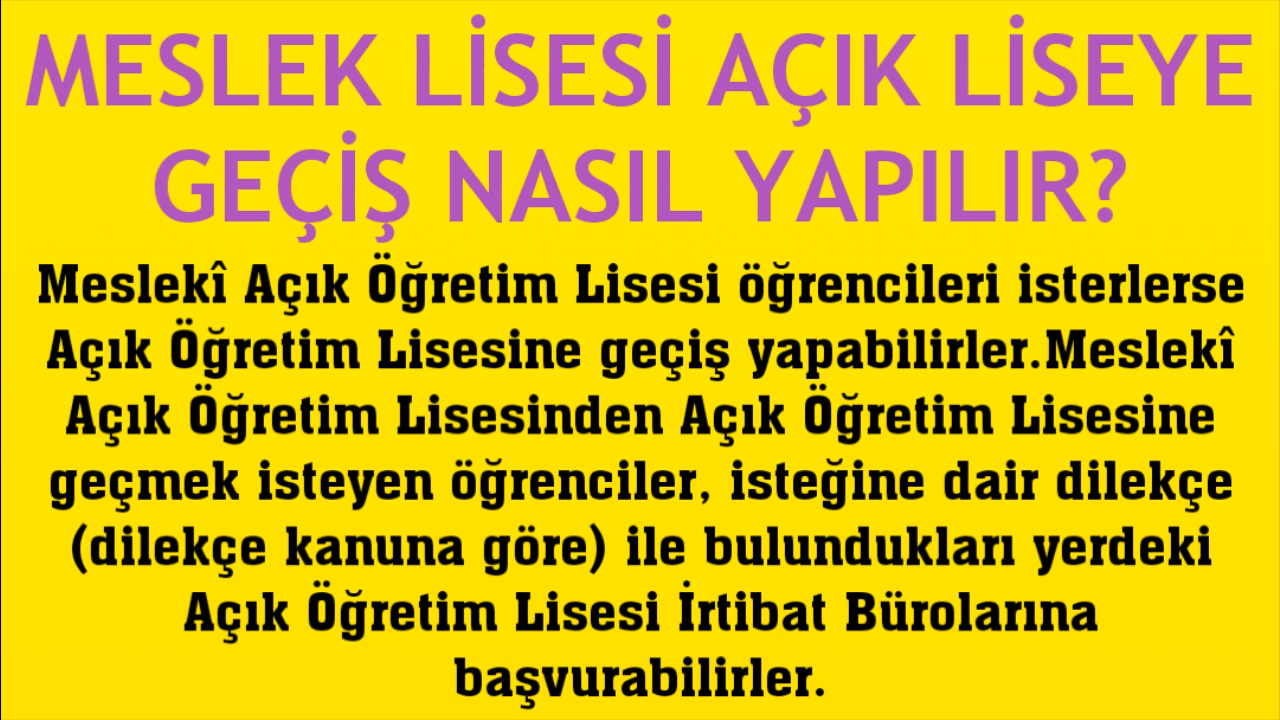 MESLEK LİSESİ AÇIK LİSEYE
GEÇİŞ NASIL YAPILIR?
Meslekî Açık Öğretim Lisesi öğrencileri isterlerse
Açık Öğretim Lisesine geçiş yapabilirler.Meslekî
Açık Öğretim Lisesinden Açık Öğretim Lisesine
geçmek isteyen öğrenciler, isteğine dair dilekçe
(dilekçe kanuna göre) ile bulundukları yerdeki
Açık Öğretim Lisesi İrtibat Bürolarına
başvurabilirler.